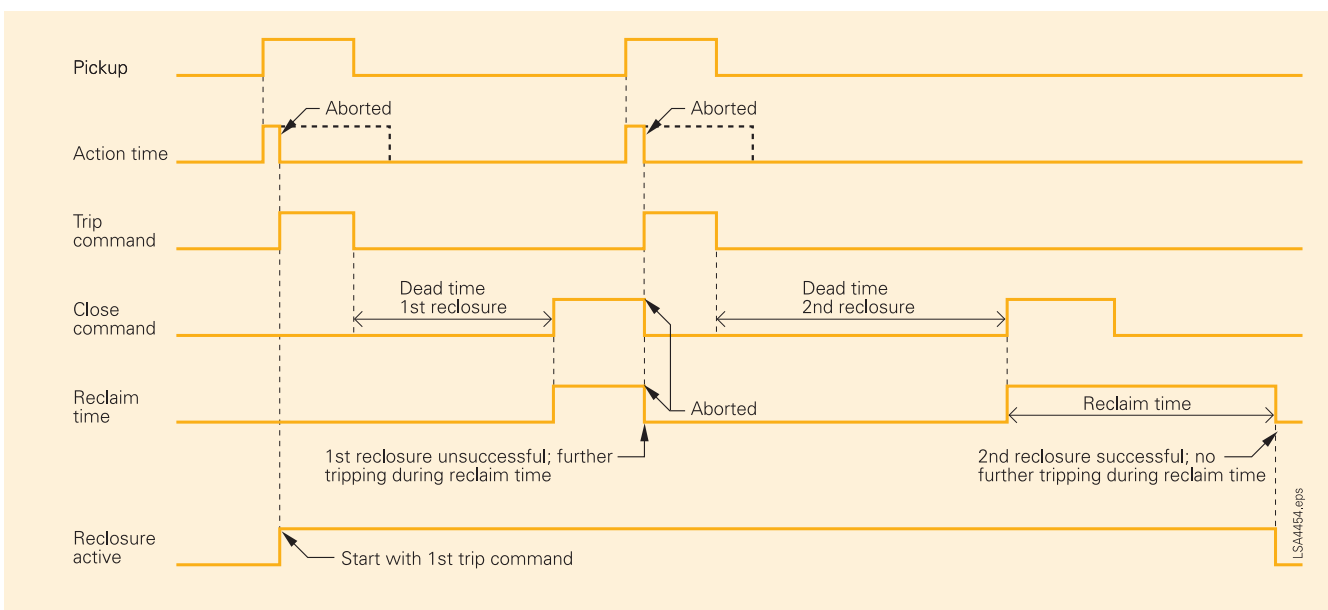 Pickup
Aborted
Aborted
Action time
Trip
command
Dead time
1st reclosure
Dead time
2nd reclosure
Close
command
Reclaim
time
Aborted
Reclaim time
1st reclosure unsuccessful; further
tripping during reclaim time
2nd reclosure successful; no
further tripping during reclaim time
LSA4454.eps
Reclosure
active
Start with 1st trip command